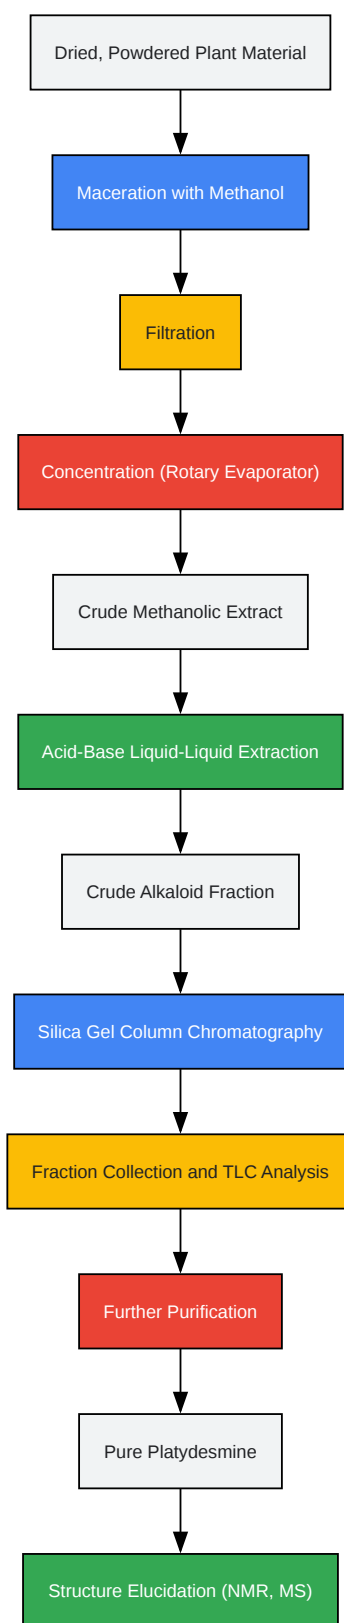 Dried, Powdered Plant Material
Maceration with Methanol
Filtration
Concentration (Rotary Evaporator)
Crude Methanolic Extract
Acid-Base Liquid-Liquid Extraction
Crude Alkaloid Fraction
Silica Gel Column Chromatography
Fraction Collection and TLC Analysis
Further Purification
Pure Platydesmine
Structure Elucidation (NMR, MS)